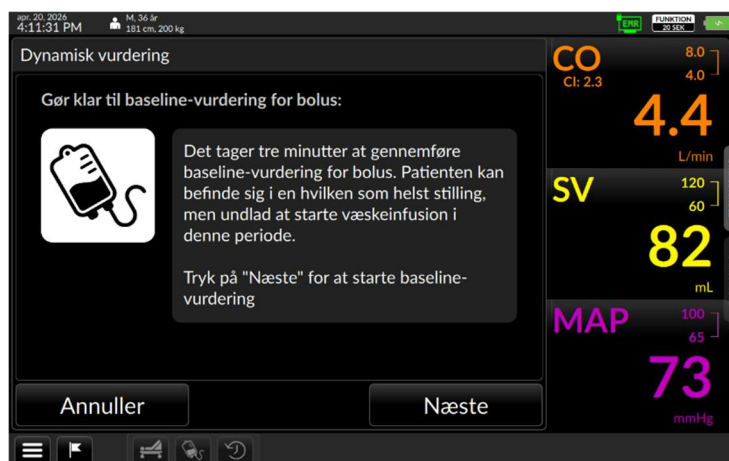 apr. 20, 2026
4:11:31 PM
M, 36 år
181 cm, 200 kg
EMR
FUNKTION
20 SEK
Dynamisk vurdering
Gør klar til baseline-vurdering for bolus:
Det tager tre minutter at gennemføre
baseline-vurdering for bolus. Patienten kan
befinde sig i en hvilken som helst stilling,
men undlad at starte væskeinfusion i
denne periode.
Tryk på "Næste" for at starte baseline-
vurdering
Annuller
Næste
CO
CI: 2.3
8.0
4.0
4.4
L/min
SV
120
60
82
mL
MAP
100
65
73
mmHg